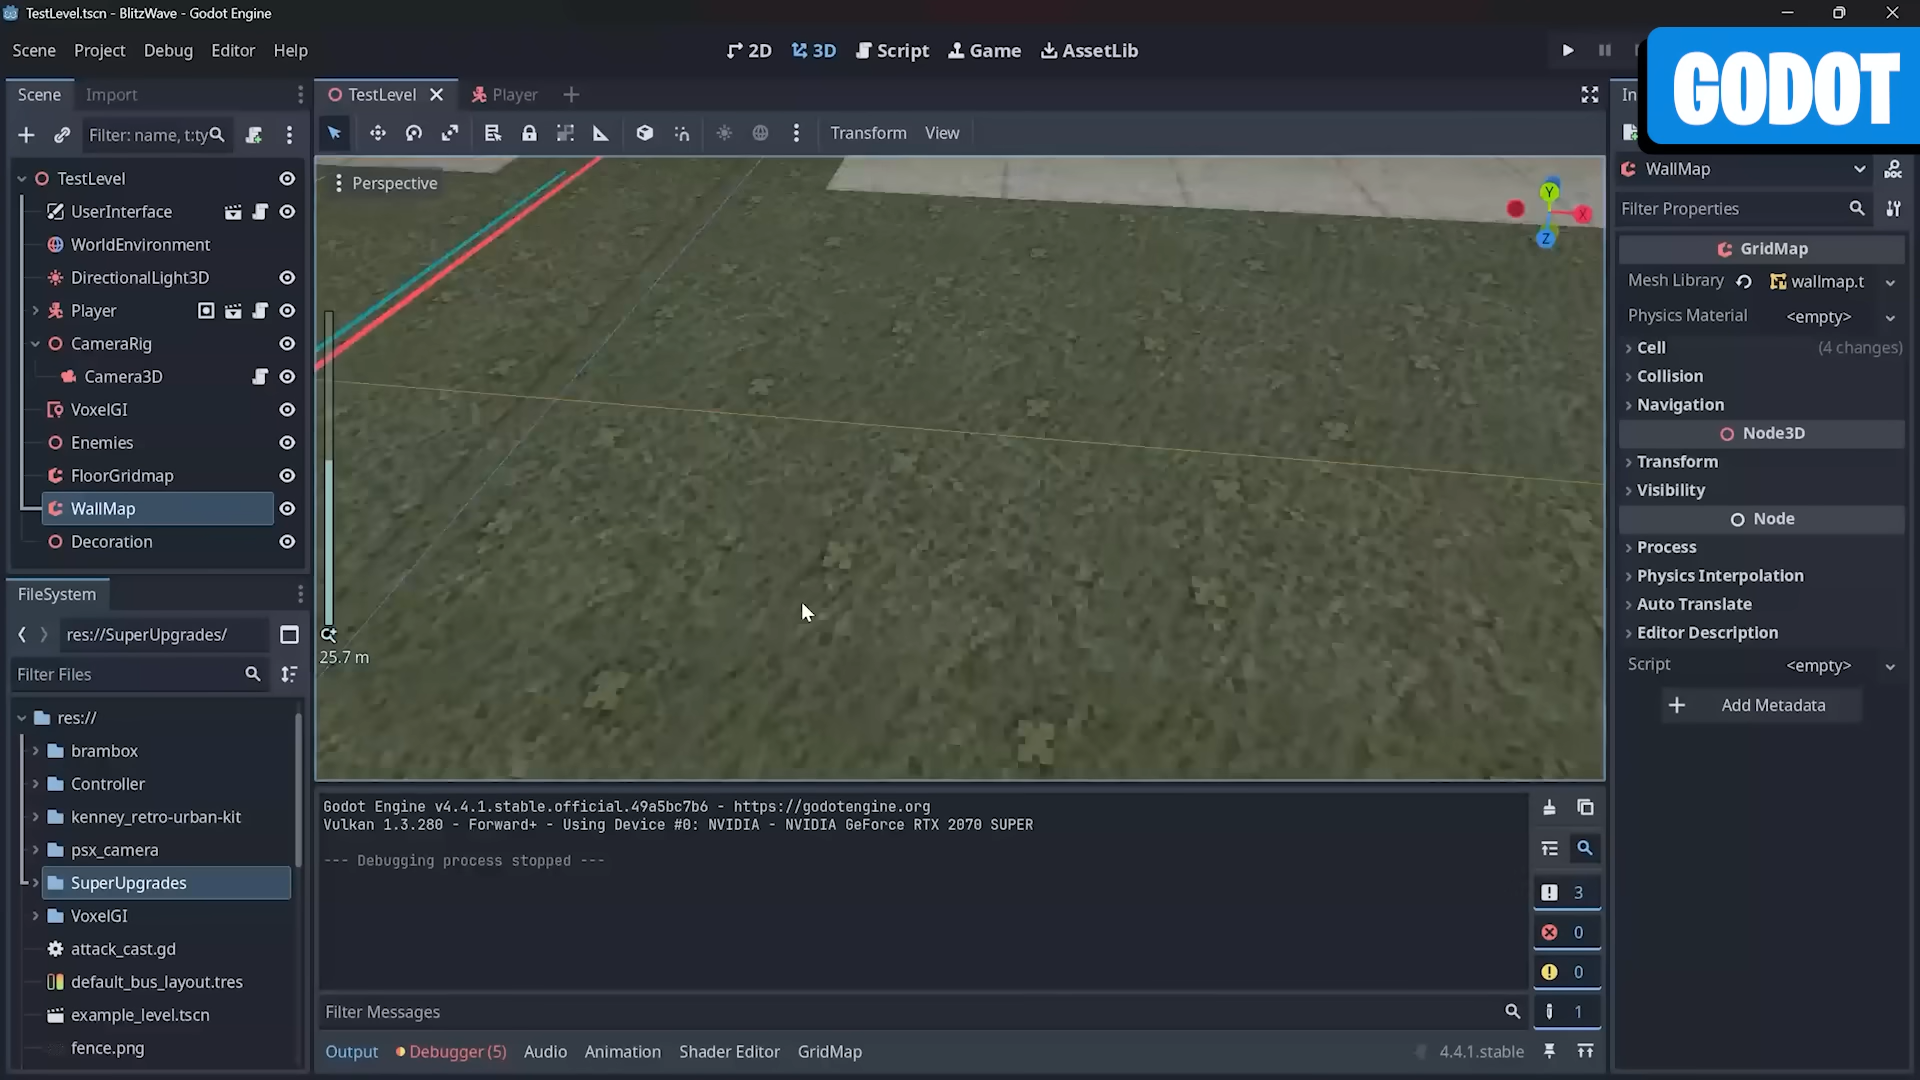 TestLevel.tscn - BlitzWave - Godot Engine
Scene Project Debug Editor Help
2D 3D Script Game AssetLib
GODOT
Scene Import
Filter: name, t:ty
TestLevel
UserInterface
WorldEnvironment
DirectionalLight3D
Player
CameraRig
Camera3D
VoxelGI
Enemies
FloorGridmap
WallMap
Decoration
FileSystem
res://SuperUpgrades/
Filter Files
res://
brambox
Controller
kenney_retro-urban-kit
psx_camera
SuperUpgrades
VoxelGI
attack_cast.gd
default_bus_layout.tres
example_level.tscn
fence.png
TestLevel Player
Transform View
Perspective
Y
X
Z
25.7 m
Godot Engine v4.4.1.stable.official.49a5bc7b6 - https://godotengine.org
Vulkan 1.3.280 - Forward+ - Using Device #0: NVIDIA - NVIDIA GeForce RTX 2070 SUPER
--- Debugging process stopped ---
3
0
0
1
Filter Messages
Output Debugger (5) Audio Animation Shader Editor GridMap
4.4.1.stable
In
WallMap
DOC
Filter Properties
GridMap
Mesh Library wallmap.t
Physics Material <empty>
Cell (4 changes)
Collision
Navigation
Node3D
Transform
Visibility
Node
Process
Physics Interpolation
Auto Translate
Editor Description
Script <empty>
Add Metadata